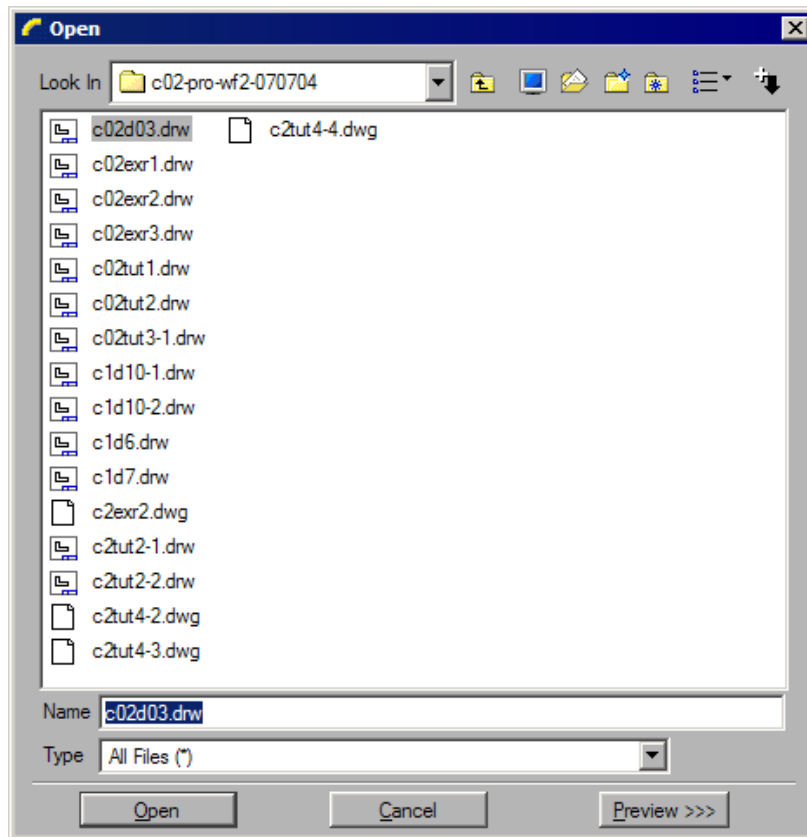 Open
Look In c02-pro-wf2-070704
c02d03.drw c2tut4-4.dwg
c02exr1.drw
c02exr2.drw
c02exr3.drw
c02tut1.drw
c02tut2.drw
c02tut3-1.drw
c1d10-1.drw
c1d10-2.drw
c1d6.drw
c1d7.drw
c2exr2.dwg
c2tut2-1.drw
c2tut2-2.drw
c2tut4-2.dwg
c2tut4-3.dwg
Name c02d03.drw
Type All Files (*)
Open Cancel Preview >>>